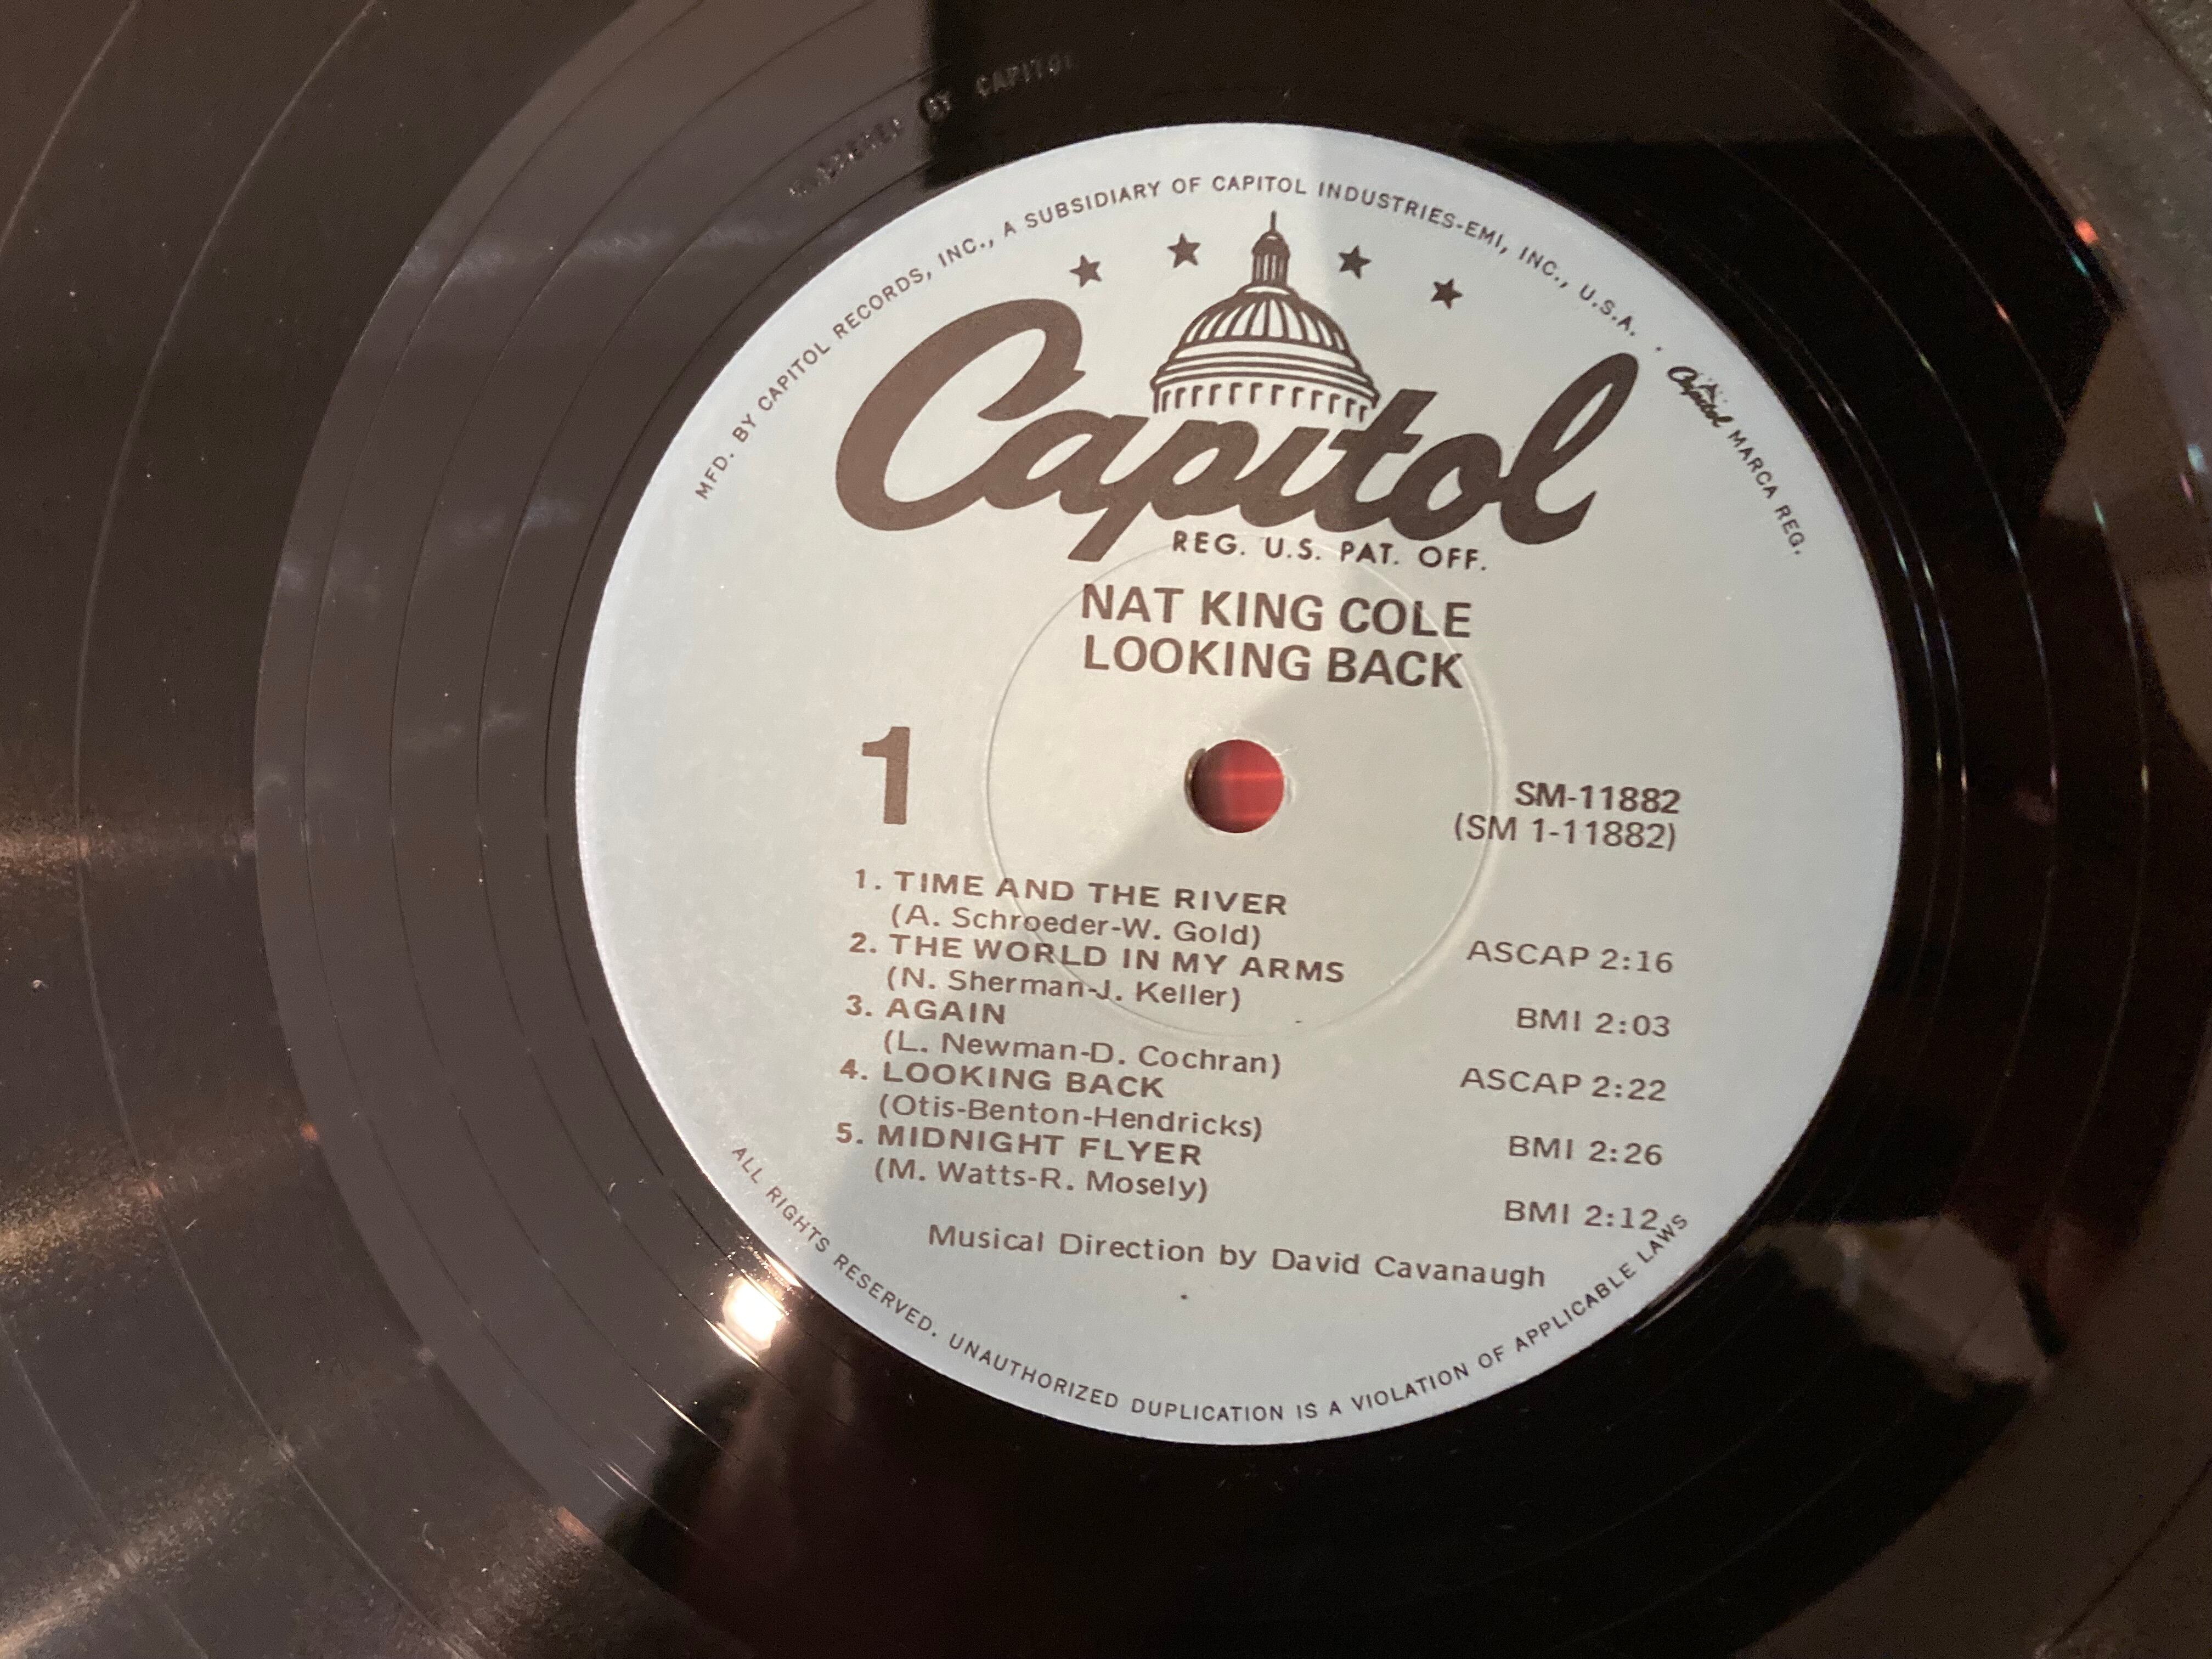 BY CAPITOL
MFD. BY CAPITOL RECORDS, INC., A SUBSIDIARY OF CAPITOL INDUSTRIES-EMI, INC., U.S.A. · Capitol MARCA REG.
Capitol
REG. U.S. PAT. OFF.
NAT KING COLE
LOOKING BACK
1
SM-11882
(SM 1-11882)
1. TIME AND THE RIVER
(A. Schroeder-W. Gold) ASCAP 2:16
2. THE WORLD IN MY ARMS
(N. Sherman-J. Keller) BMI 2:03
3. AGAIN
(L. Newman-D. Cochran) ASCAP 2:22
4. LOOKING BACK
(Otis-Benton-Hendricks) BMI 2:26
5. MIDNIGHT FLYER
(M. Watts-R. Mosely) BMI 2:12
Musical Direction by David Cavanaugh
ALL RIGHTS RESERVED. UNAUTHORIZED DUPLICATION IS A VIOLATION OF APPLICABLE LAWS